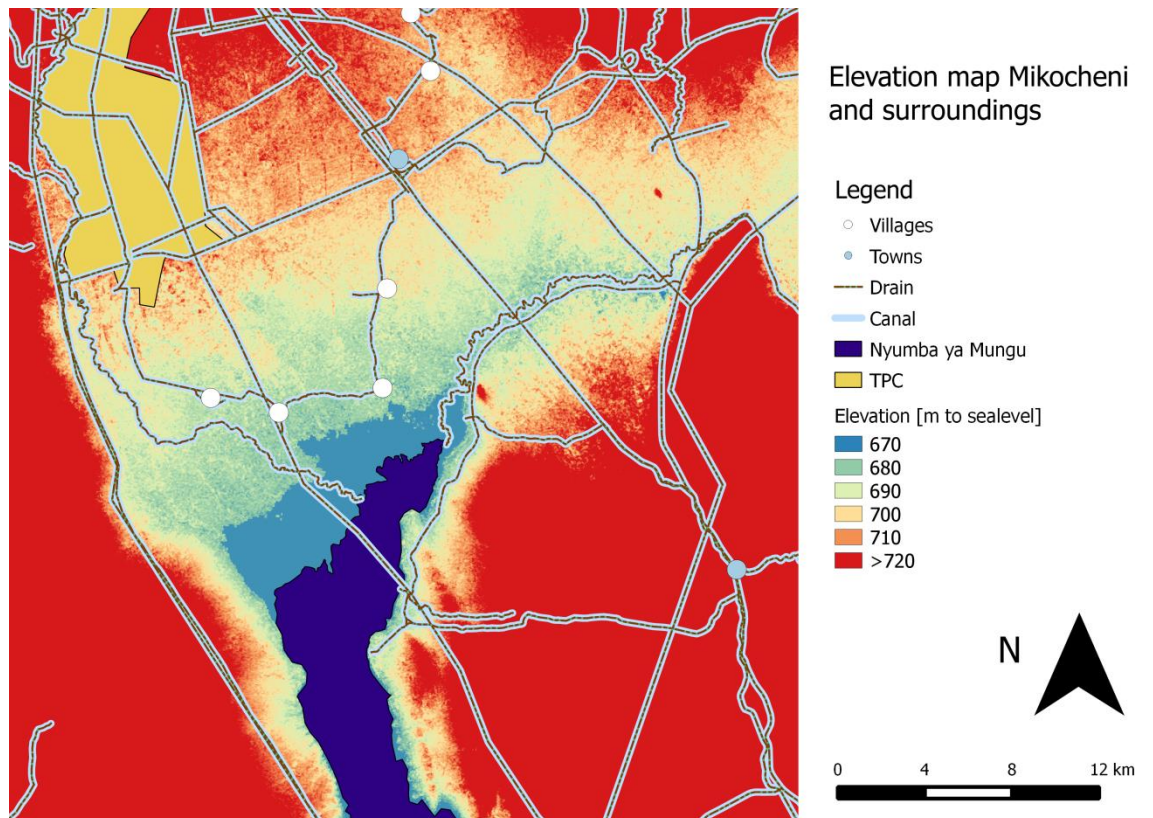 Elevation map Mikocheni
and surroundings
Legend
Villages
Towns
Drain
Canal
Nyumba ya Mungu
TPC
Elevation [m to sealevel]
670
680
690
700
710
>720
N
0 4 8 12 km